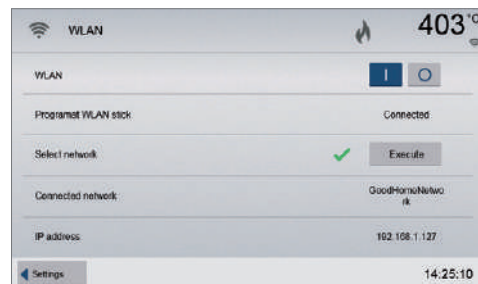 WLAN
403°C
WLAN
I O
Programat WLAN stick
Connected
Select network
Execute
Connected network
GoodHomeNetwo
rk
IP address
192.168.1.127
Settings
14:25:10